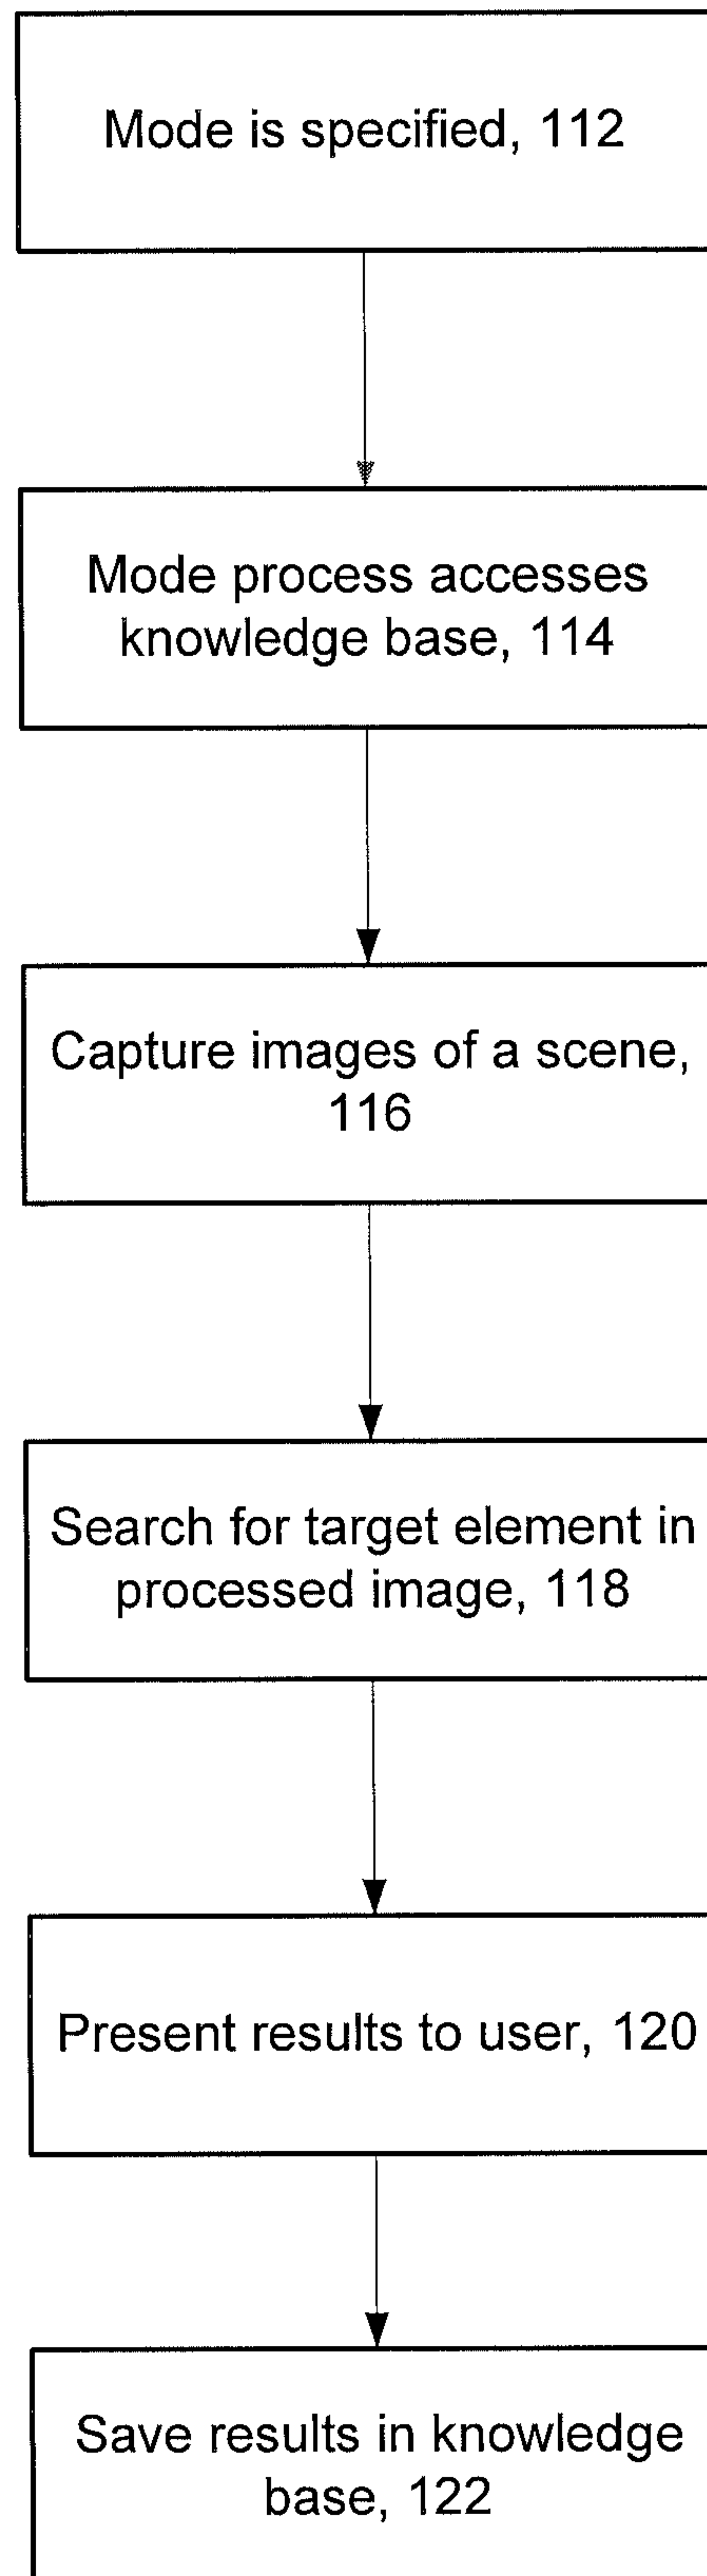 Mode is specified, 112
Mode process accesses
knowledge base, 114
Capture images of a scene,
116
Search for target element in
processed image, 118
Present results to user, 120
Save results in knowledge
base, 122